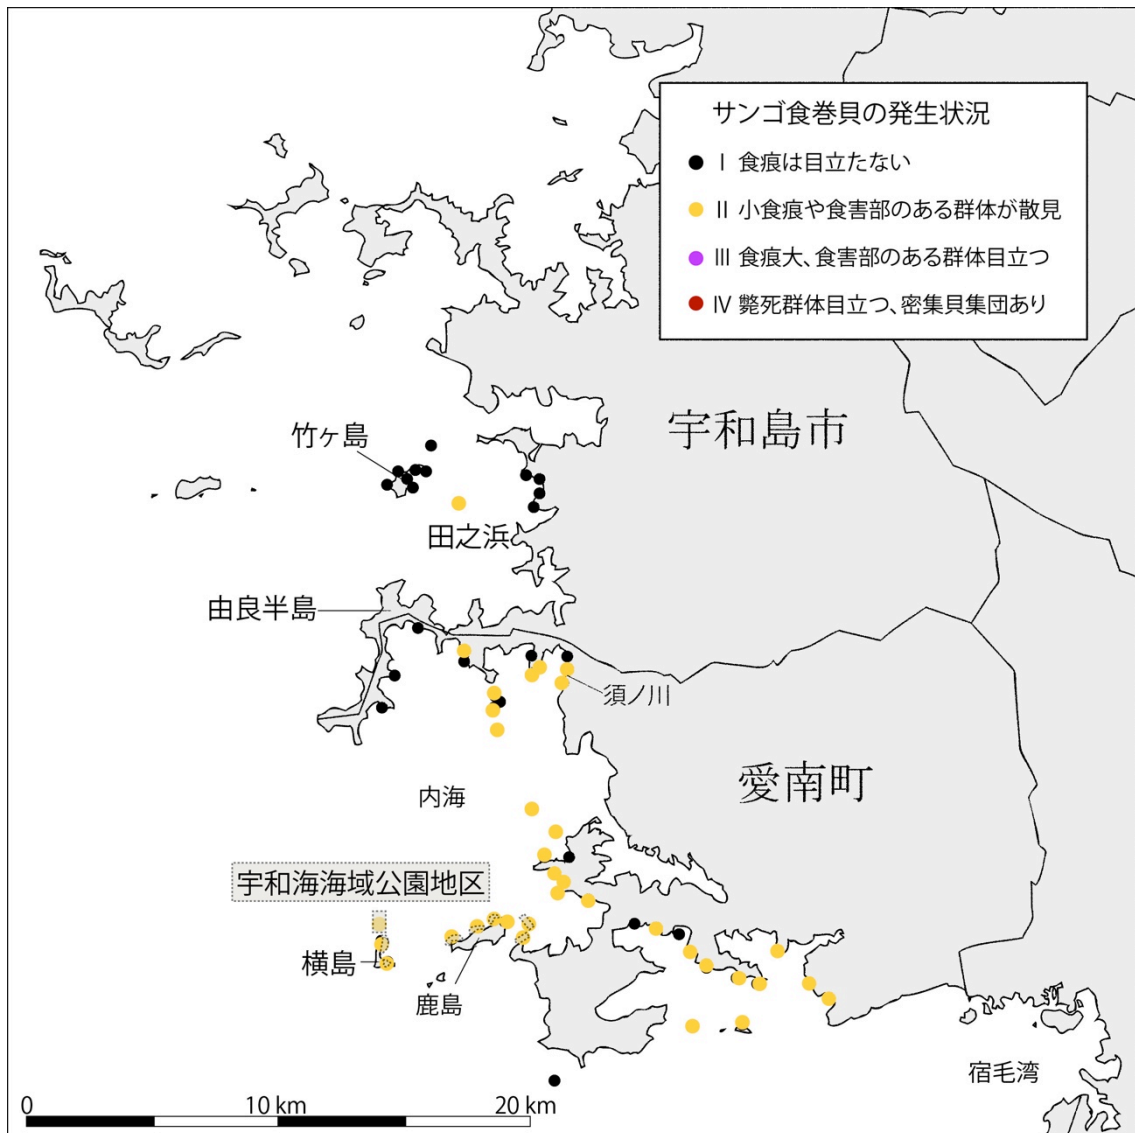 サンゴ食巻貝の発生状況
Ⅰ 食痕は目立たない
Ⅱ 小食痕や食害部のある群体が散見
Ⅲ 食痕大、食害部のある群体目立つ
Ⅳ 斃死群体目立つ、密集貝集団あり
宇和島市
竹ヶ島
田之浜
由良半島
須ノ川
愛南町
内海
宇和海海域公園地区
横島
鹿島
宿毛湾
0 10 km 20 km